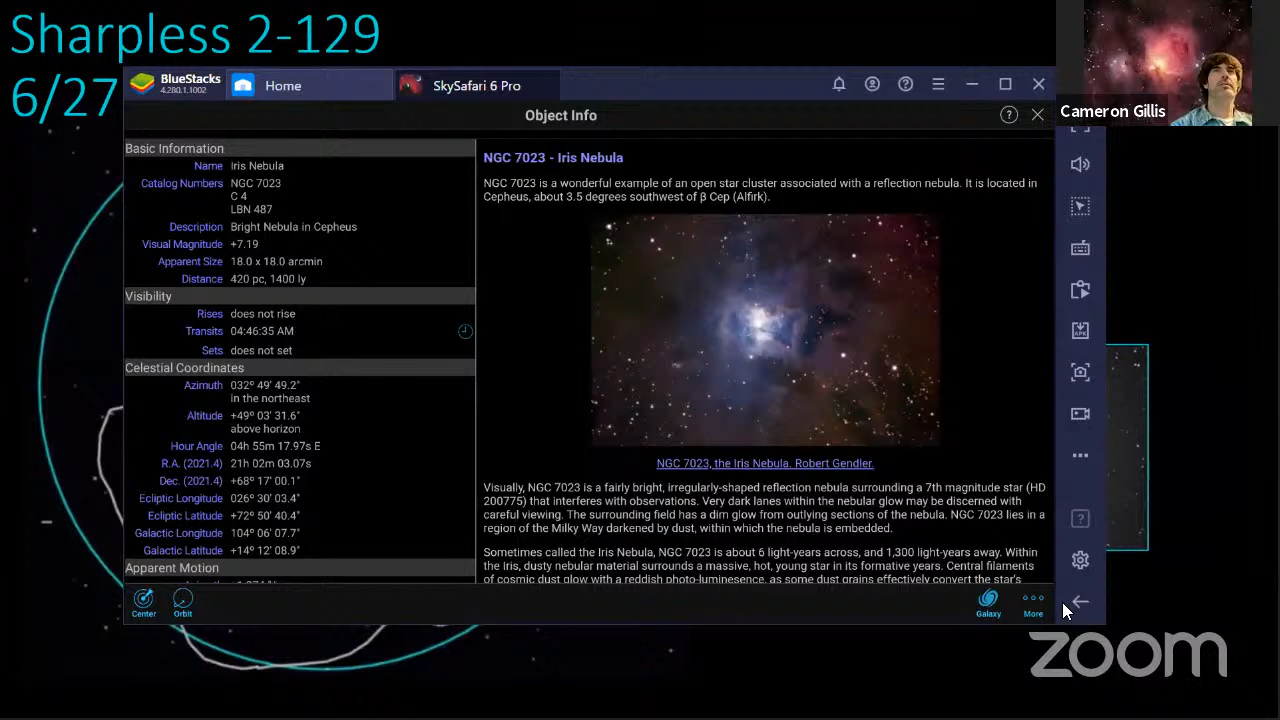 Sharpless 2-129
6/27
BlueStacks
4.280.1.1002
Home
SkySafari 6 Pro
Cameron Gillis
Object Info
Basic Information
Name Iris Nebula
Catalog Numbers NGC 7023
C 4
LBN 487
Description Bright Nebula in Cepheus
Visual Magnitude +7.19
Apparent Size 18.0 x 18.0 arcmin
Distance 420 pc, 1400 ly
Visibility
Rises does not rise
Transits 04:46:35 AM
Sets does not set
Celestial Coordinates
Azimuth 032° 49' 49.2"
in the northeast
Altitude +49° 03' 31.6"
above horizon
Hour Angle 04h 55m 17.97s E
R.A. (2021.4) 21h 02m 03.07s
Dec. (2021.4) +68° 17' 00.1"
Ecliptic Longitude 026° 30' 03.4"
Ecliptic Latitude +72° 50' 40.4"
Galactic Longitude 104° 06' 07.7"
Galactic Latitude +14° 12' 08.9"
Apparent Motion
NGC 7023 - Iris Nebula
NGC 7023 is a wonderful example of an open star cluster associated with a reflection nebula. It is located in
Cepheus, about 3.5 degrees southwest of β Cep (Alfirk).
NGC 7023, the Iris Nebula. Robert Gendler.
Visually, NGC 7023 is a fairly bright, irregularly-shaped reflection nebula surrounding a 7th magnitude star (HD
200775) that interferes with observations. Very dark lanes within the nebular glow may be discerned with
careful viewing. The surrounding field has a dim glow from outlying sections of the nebula. NGC 7023 lies in a
region of the Milky Way darkened by dust, within which the nebula is embedded.
Sometimes called the Iris Nebula, NGC 7023 is about 6 light-years across, and 1,300 light-years away. Within
the Iris, dusty nebular material surrounds a massive, hot, young star in its formative years. Central filaments
of cosmic dust glow with a reddish photo-luminesence, as some dust grains effectively convert the star's
Center
Orbit
Galaxy
More
zoom